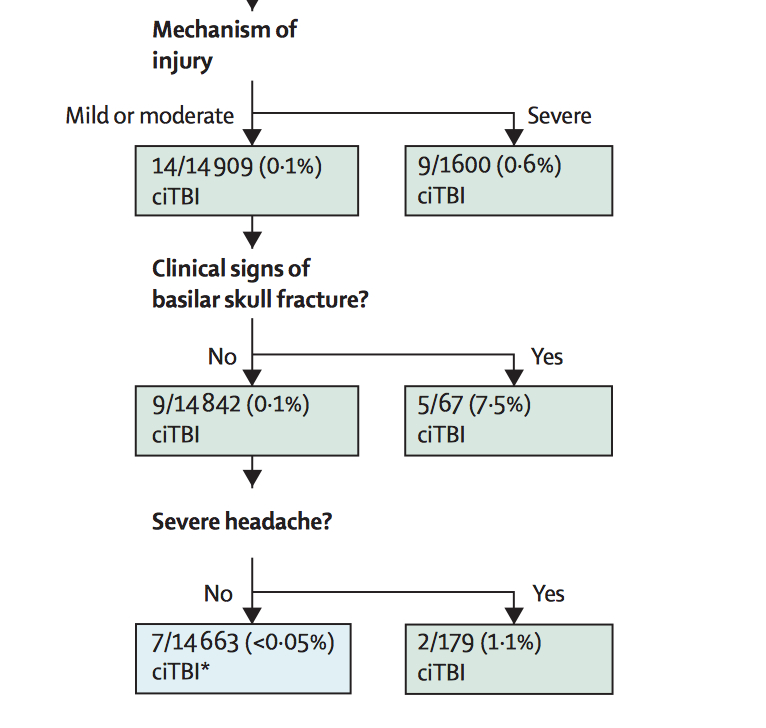 Mechanism of
injury
Mild or moderate
Severe
14/14 909 (0·1%)
ciTBI
9/1600 (0·6%)
ciTBI
Clinical signs of
basilar skull fracture?
No
Yes
9/14 842 (0·1%)
ciTBI
5/67 (7·5%)
ciTBI
Severe headache?
No
Yes
7/14 663 (<0·05%)
ciTBI*
2/179 (1·1%)
ciTBI